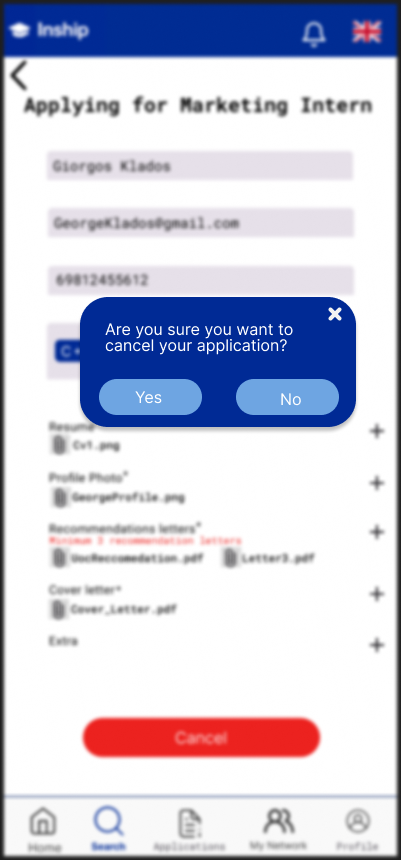 Inship
Applying for Marketing Intern
Giorgos Klados
GeorgeKlados@gmail.com
69812455612
Are you sure you want to
cancel your application?
Yes No
C+
Resume
Cv1.png
Profile Photo*
GeorgeProfile.png
Recommendations letters*
Minimum 3 recommendation letters
UocReccomedation.pdf Letter3.pdf
Cover letter*
Cover_Letter.pdf
Extra
Cancel
Home Search Applications My Network Profile